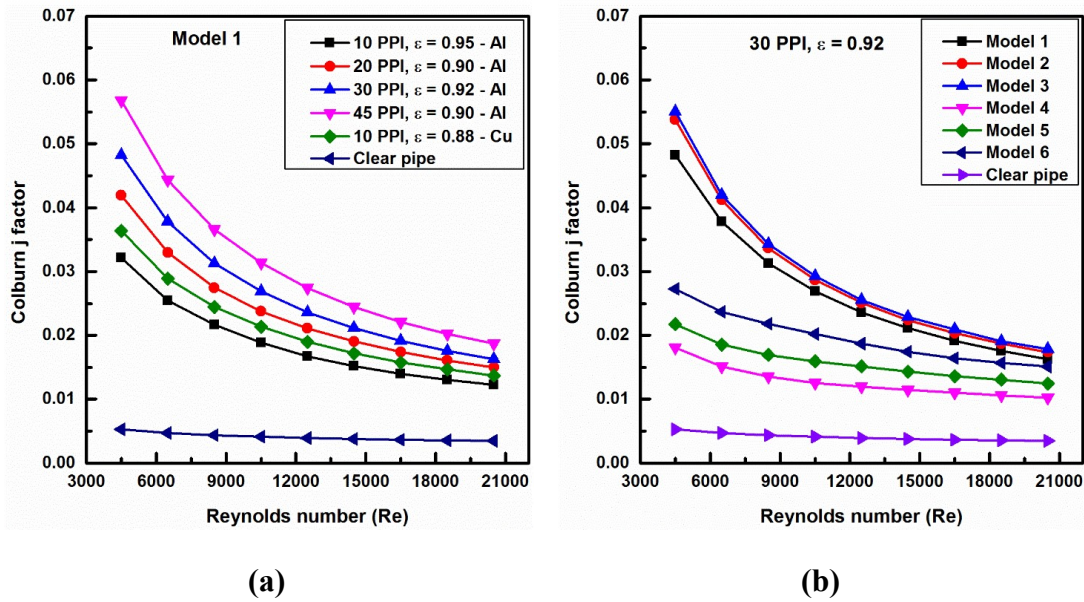 0.07
0.06
0.05
0.04
0.03
0.02
0.01
0.00
Colburn j factor
Model 1
10 PPI, ε = 0.95 - Al
20 PPI, ε = 0.90 - Al
30 PPI, ε = 0.92 - Al
45 PPI, ε = 0.90 - Al
10 PPI, ε = 0.88 - Cu
Clear pipe
3000 6000 9000 12000 15000 18000 21000
Reynolds number (Re)
(a)
0.07
0.06
0.05
0.04
0.03
0.02
0.01
0.00
Colburn j factor
30 PPI, ε = 0.92
Model 1
Model 2
Model 3
Model 4
Model 5
Model 6
Clear pipe
3000 6000 9000 12000 15000 18000 21000
Reynolds number (Re)
(b)